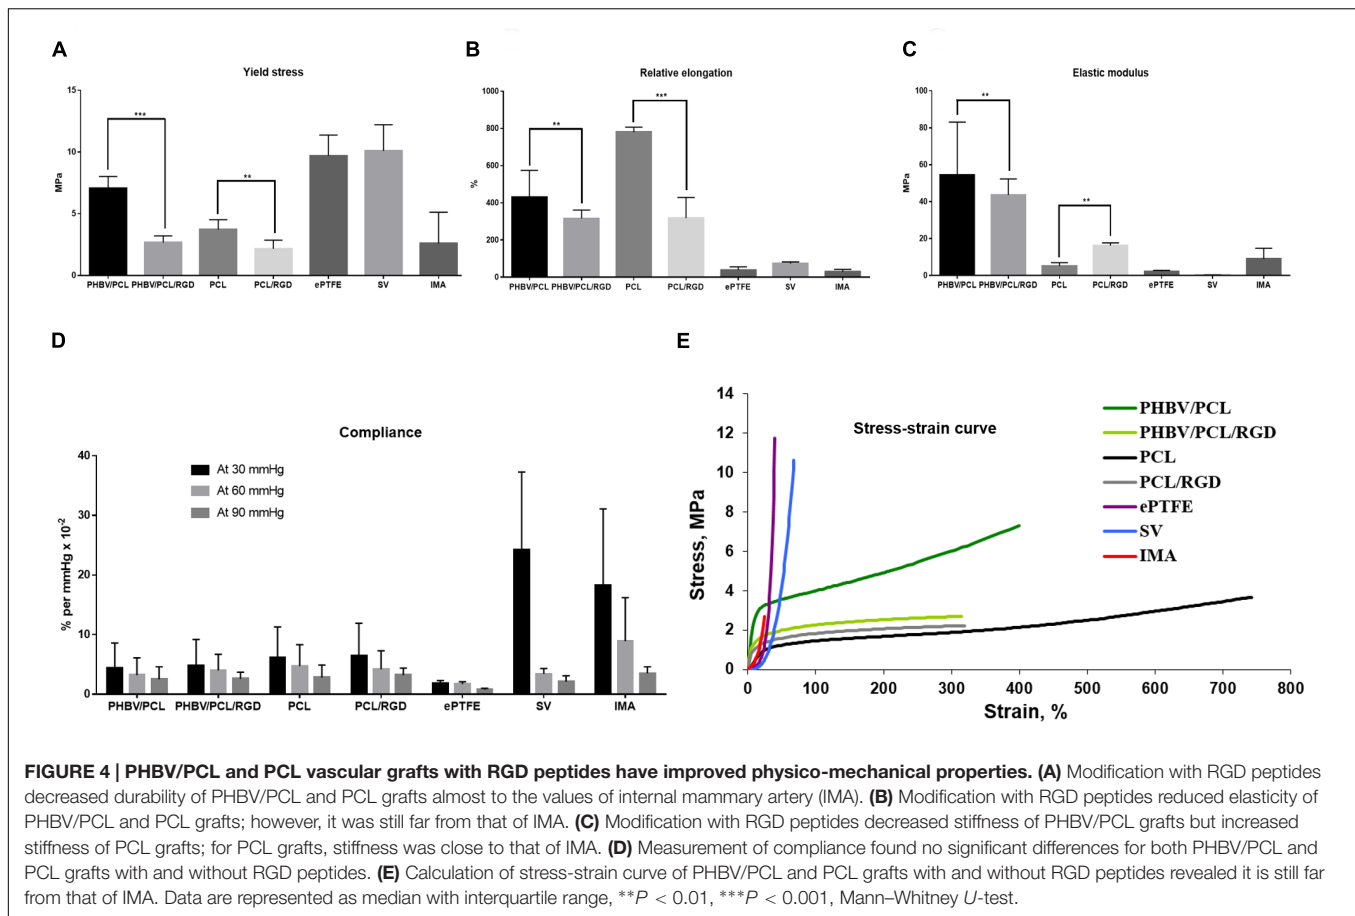 A
Yield stress
15
10
5
0
MPa
***
**
PHBV/PCL PHBV/PCL/RGD PCL PCL/RGD ePTFE SV IMA
B
Relative elongation
1000
800
600
400
200
0
%
**
***
PHBV/PCL PHBV/PCL/RGD PCL PCL/RGD ePTFE SV IMA
C
Elastic modulus
100
80
60
40
20
0
MPa
**
**
PHBV/PCL PHBV/PCL/RGD PCL PCL/RGD ePTFE SV IMA
D
Compliance
40
30
20
10
0
% per mmHg x 10-2
At 30 mmHg
At 60 mmHg
At 90 mmHg
PHBV/PCL PHBV/PCL/RGD PCL PCL/RGD ePTFE SV IMA
E
Stress-strain curve
14
12
10
8
6
4
2
0
Stress, MPa
PHBV/PCL
PHBV/PCL/RGD
PCL
PCL/RGD
ePTFE
SV
IMA
0 100 200 300 400 500 600 700 800
Strain, %
FIGURE 4 | PHBV/PCL and PCL vascular grafts with RGD peptides have improved physico-mechanical properties. (A) Modification with RGD peptides
decreased durability of PHBV/PCL and PCL grafts almost to the values of internal mammary artery (IMA). (B) Modification with RGD peptides reduced elasticity of
PHBV/PCL and PCL grafts; however, it was still far from that of IMA. (C) Modification with RGD peptides decreased stiffness of PHBV/PCL grafts but increased
stiffness of PCL grafts; for PCL grafts, stiffness was close to that of IMA. (D) Measurement of compliance found no significant differences for both PHBV/PCL and
PCL grafts with and without RGD peptides. (E) Calculation of stress-strain curve of PHBV/PCL and PCL grafts with and without RGD peptides revealed it is still far
from that of IMA. Data are represented as median with interquartile range, **P < 0.01, ***P < 0.001, Mann–Whitney U-test.